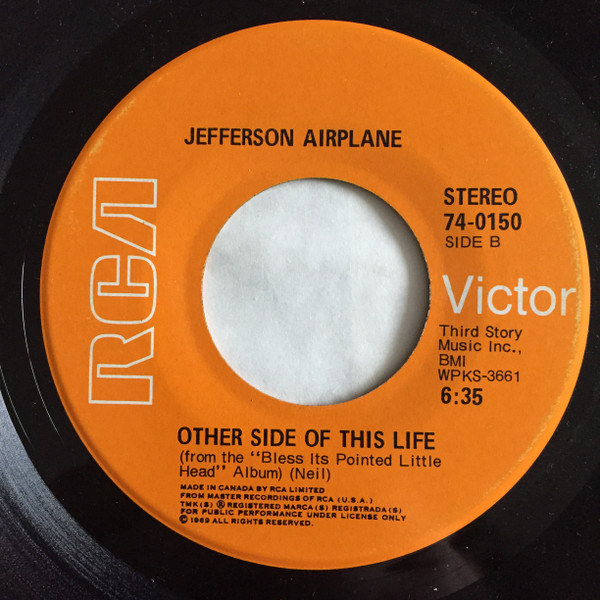 JEFFERSON AIRPLANE
RCA
STEREO
74-0150
SIDE B
Victor
Third Story
Music Inc.,
BMI
WPKS-3661
6:35
OTHER SIDE OF THIS LIFE
(from the "Bless Its Pointed Little
Head" Album) (Neil)
MADE IN CANADA BY RCA LIMITED
FROM MASTER RECORDINGS OF RCA (U.S.A.)
TMK(S) ® REGISTERED MARCA(S) REGISTRADA(S)
FOR PUBLIC PERFORMANCE UNDER LICENSE ONLY
© 1969 ALL RIGHTS RESERVED.